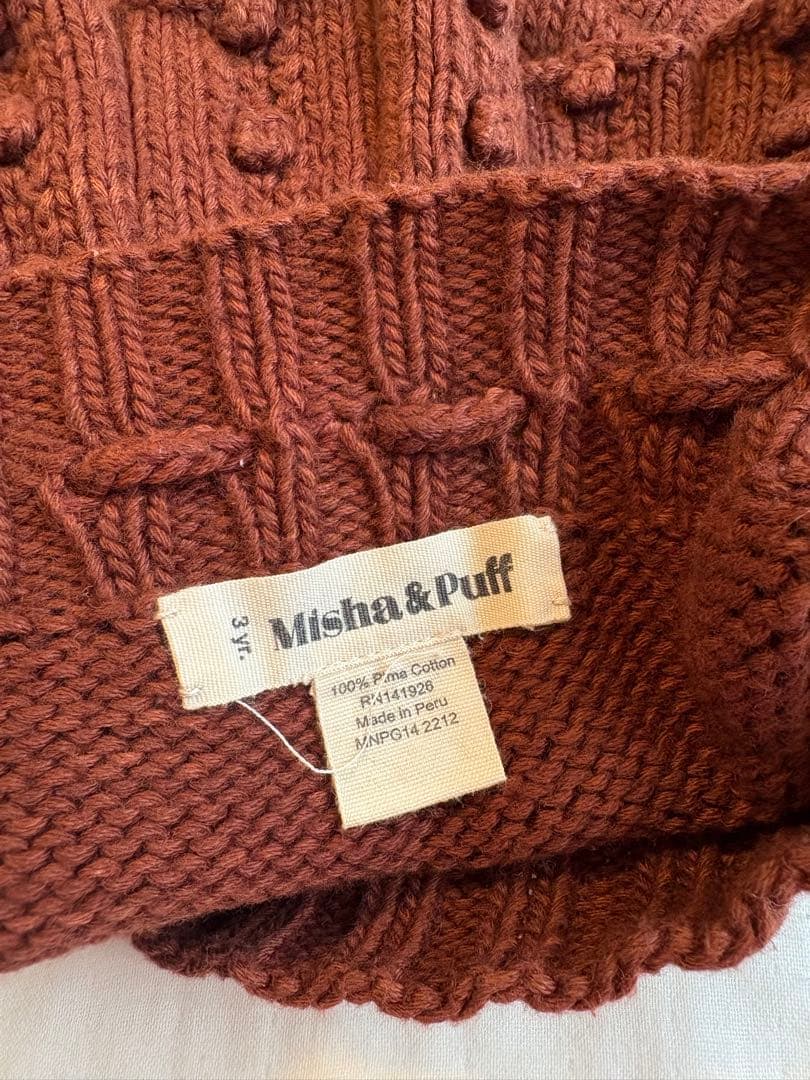 3 yr.
Misha & Puff
100% Pima Cotton
RN141926
Made in Peru
MNPG14 2212